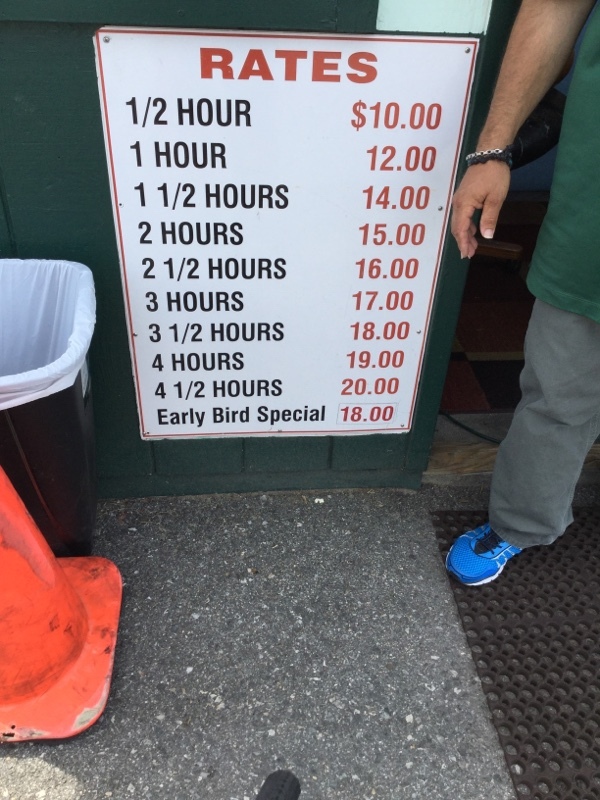 RATES
1/2 HOUR $10.00
1 HOUR 12.00
1 1/2 HOURS 14.00
2 HOURS 15.00
2 1/2 HOURS 16.00
3 HOURS 17.00
3 1/2 HOURS 18.00
4 HOURS 19.00
4 1/2 HOURS 20.00
Early Bird Special 18.00